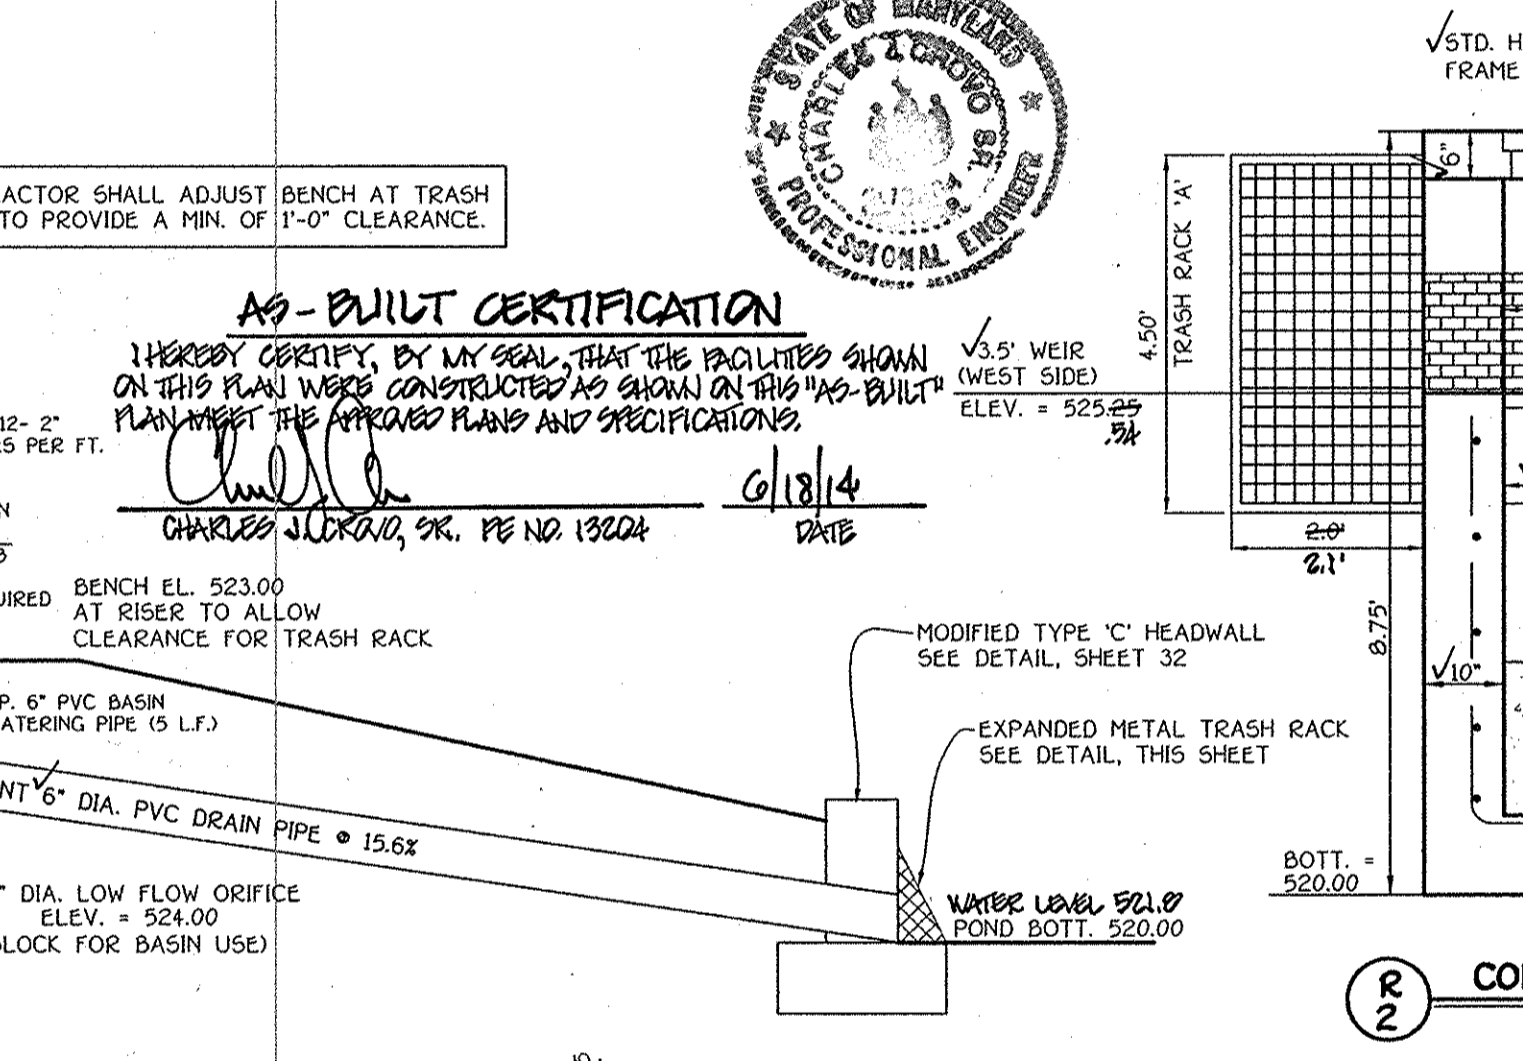 STATE OF MARYLAND
CHARLES J. CROVO SR.
PROFESSIONAL ENGINEER
√STD. H
FRAME
ACTOR SHALL ADJUST BENCH AT TRASH
TO PROVIDE A MIN. OF 1'-0" CLEARANCE.
6"
TRASH RACK 'A'
4.50'
AS-BUILT CERTIFICATION
I HEREBY CERTIFY, BY MY SEAL, THAT THE FACILITIES SHOWN
ON THIS PLAN WERE CONSTRUCTED AS SHOWN ON THIS "AS-BUILT"
PLAN MEET THE APPROVED PLANS AND SPECIFICATIONS.
√3.5' WEIR
(WEST SIDE)
ELEV. = 525.25
.54
12- 2"
ES PER FT.
6/18/14
CHARLES J. CROVO, SR. PE NO. 13204
DATE
N
2.0'
2.1'
UIRED
BENCH EL. 523.00
AT RISER TO ALLOW
CLEARANCE FOR TRASH RACK
8.75'
MODIFIED TYPE 'C' HEADWALL
SEE DETAIL, SHEET 32
√10"
P. 6" PVC BASIN
ATERING PIPE (5 L.F.)
EXPANDED METAL TRASH RACK
SEE DETAIL, THIS SHEET
NT √6" DIA. PVC DRAIN PIPE @ 15.6%
BOTT. =
520.00
" DIA. LOW FLOW ORIFICE
ELEV. = 524.00
BLOCK FOR BASIN USE)
WATER LEVEL 521.8
POND BOTT. 520.00
R
2
CO